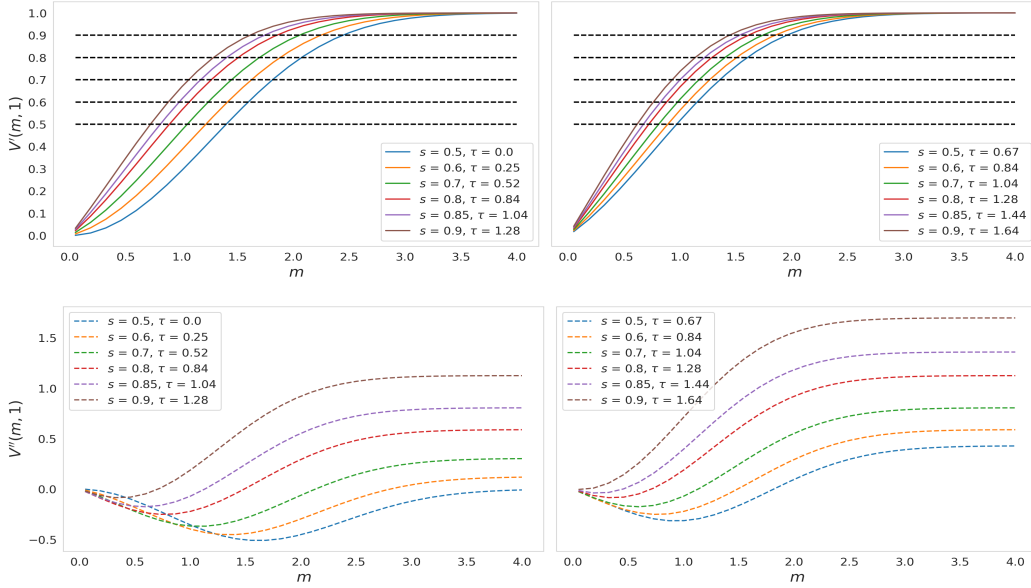 V′(m, 1)
1.0
0.9
0.8
0.7
0.6
0.5
0.4
0.3
0.2
0.1
0.0
s = 0.5, τ = 0.0
s = 0.6, τ = 0.25
s = 0.7, τ = 0.52
s = 0.8, τ = 0.84
s = 0.85, τ = 1.04
s = 0.9, τ = 1.28
0.0 0.5 1.0 1.5 2.0 2.5 3.0 3.5 4.0
m
s = 0.5, τ = 0.67
s = 0.6, τ = 0.84
s = 0.7, τ = 1.04
s = 0.8, τ = 1.28
s = 0.85, τ = 1.44
s = 0.9, τ = 1.64
0.0 0.5 1.0 1.5 2.0 2.5 3.0 3.5 4.0
m
V″(m, 1)
1.5
1.0
0.5
0.0
−0.5
s = 0.5, τ = 0.0
s = 0.6, τ = 0.25
s = 0.7, τ = 0.52
s = 0.8, τ = 0.84
s = 0.85, τ = 1.04
s = 0.9, τ = 1.28
0.0 0.5 1.0 1.5 2.0 2.5 3.0 3.5 4.0
m
s = 0.5, τ = 0.67
s = 0.6, τ = 0.84
s = 0.7, τ = 1.04
s = 0.8, τ = 1.28
s = 0.85, τ = 1.44
s = 0.9, τ = 1.64
0.0 0.5 1.0 1.5 2.0 2.5 3.0 3.5 4.0
m